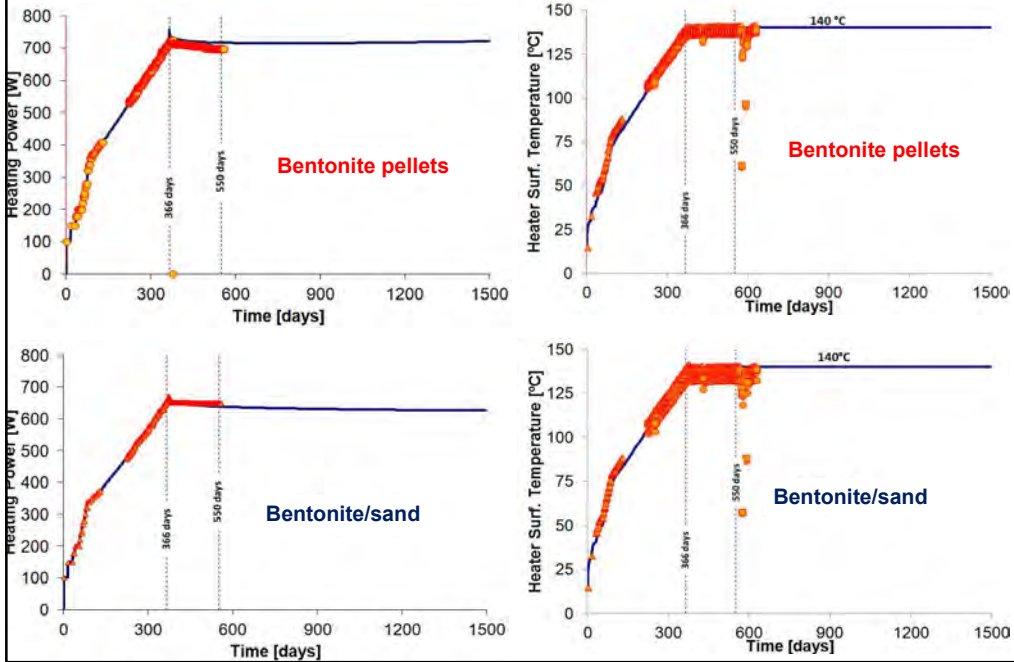 Heating Power [W]
800
700
600
500
400
300
200
100
0
366 days
550 days
Bentonite pellets
0 300 600 900 1200 1500
Time [days]
Heater Surf. Temperature [ºC]
150
125
100
75
50
25
0
140 °C
366 days
550 days
Bentonite pellets
0 300 600 900 1200 1500
Time [days]
Heating Power [W]
800
700
600
500
400
300
200
100
0
366 days
550 days
Bentonite/sand
0 300 600 900 1200 1500
Time [days]
Heater Surf. Temperature [ºC]
150
125
100
75
50
25
0
140°C
366 days
550 days
Bentonite/sand
0 300 600 900 1200 1500
Time [days]